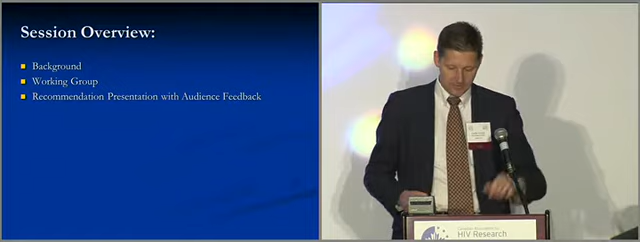 Session Overview:
Background
Working Group
Recommendation Presentation with Audience Feedback
HIV Research